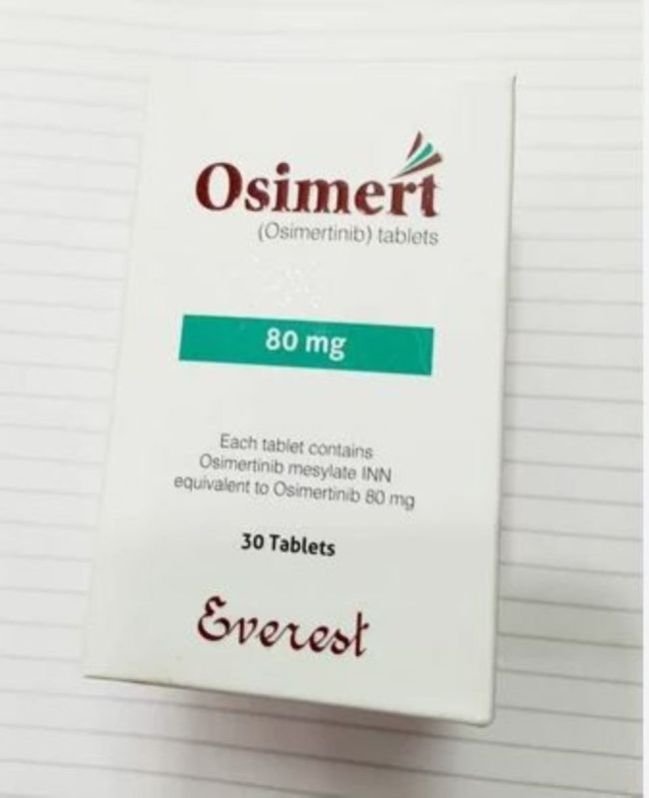 Osimert
(Osimertinib) tablets
80 mg
Each tablet contains
Osimertinib mesylate INN
equivalent to Osimertinib 80 mg
30 Tablets
Everest